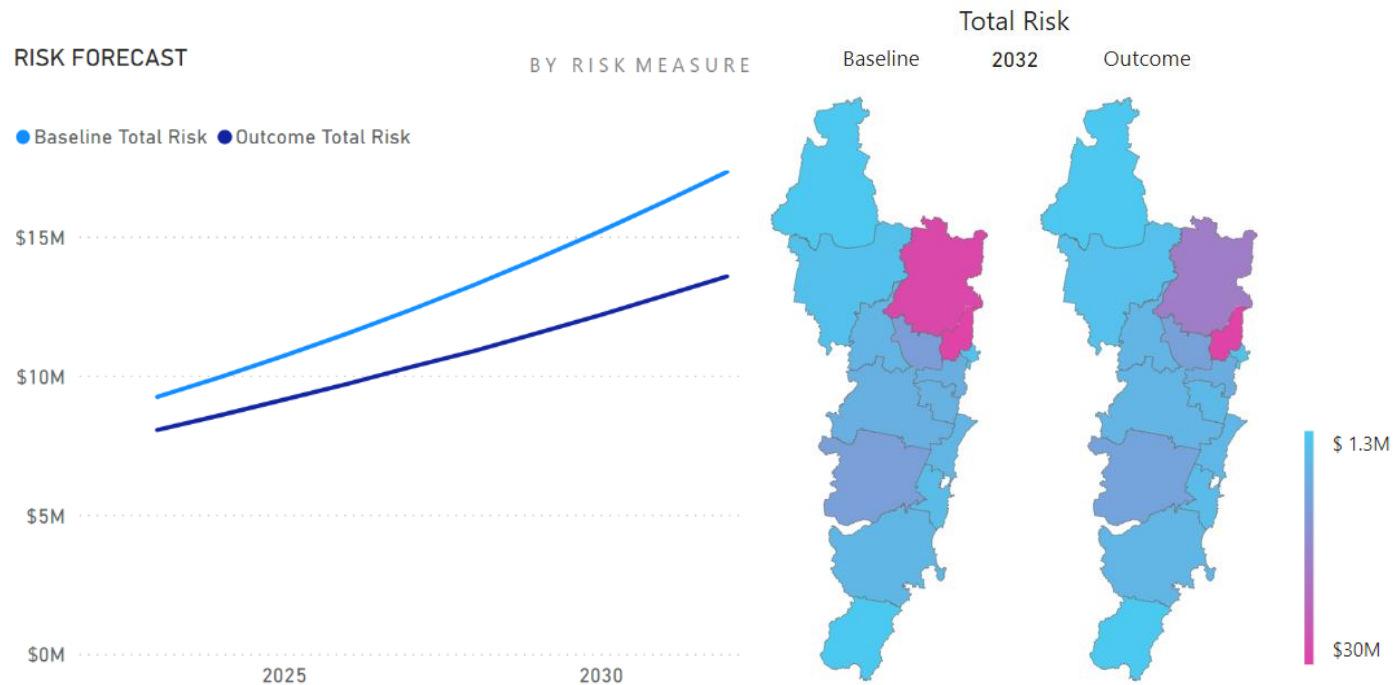 Total Risk
RISK FORECAST
BY RISK MEASURE
Baseline 2032 Outcome
Baseline Total Risk Outcome Total Risk
$15M
$10M
$5M
$0M
2025 2030
$ 1.3M
$30M